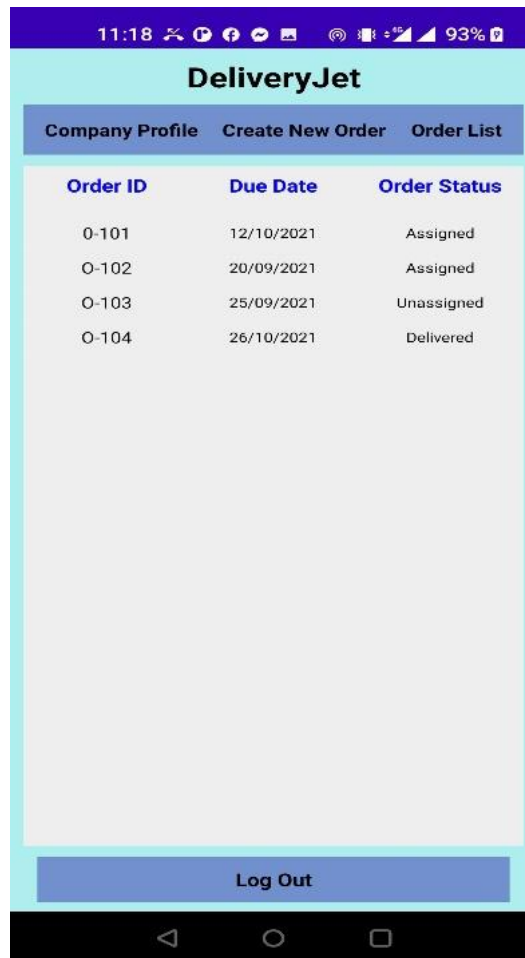 11:18 93%
DeliveryJet
Company Profile Create New Order Order List
Order ID Due Date Order Status
0-101 12/10/2021 Assigned
O-102 20/09/2021 Assigned
O-103 25/09/2021 Unassigned
O-104 26/10/2021 Delivered
Log Out